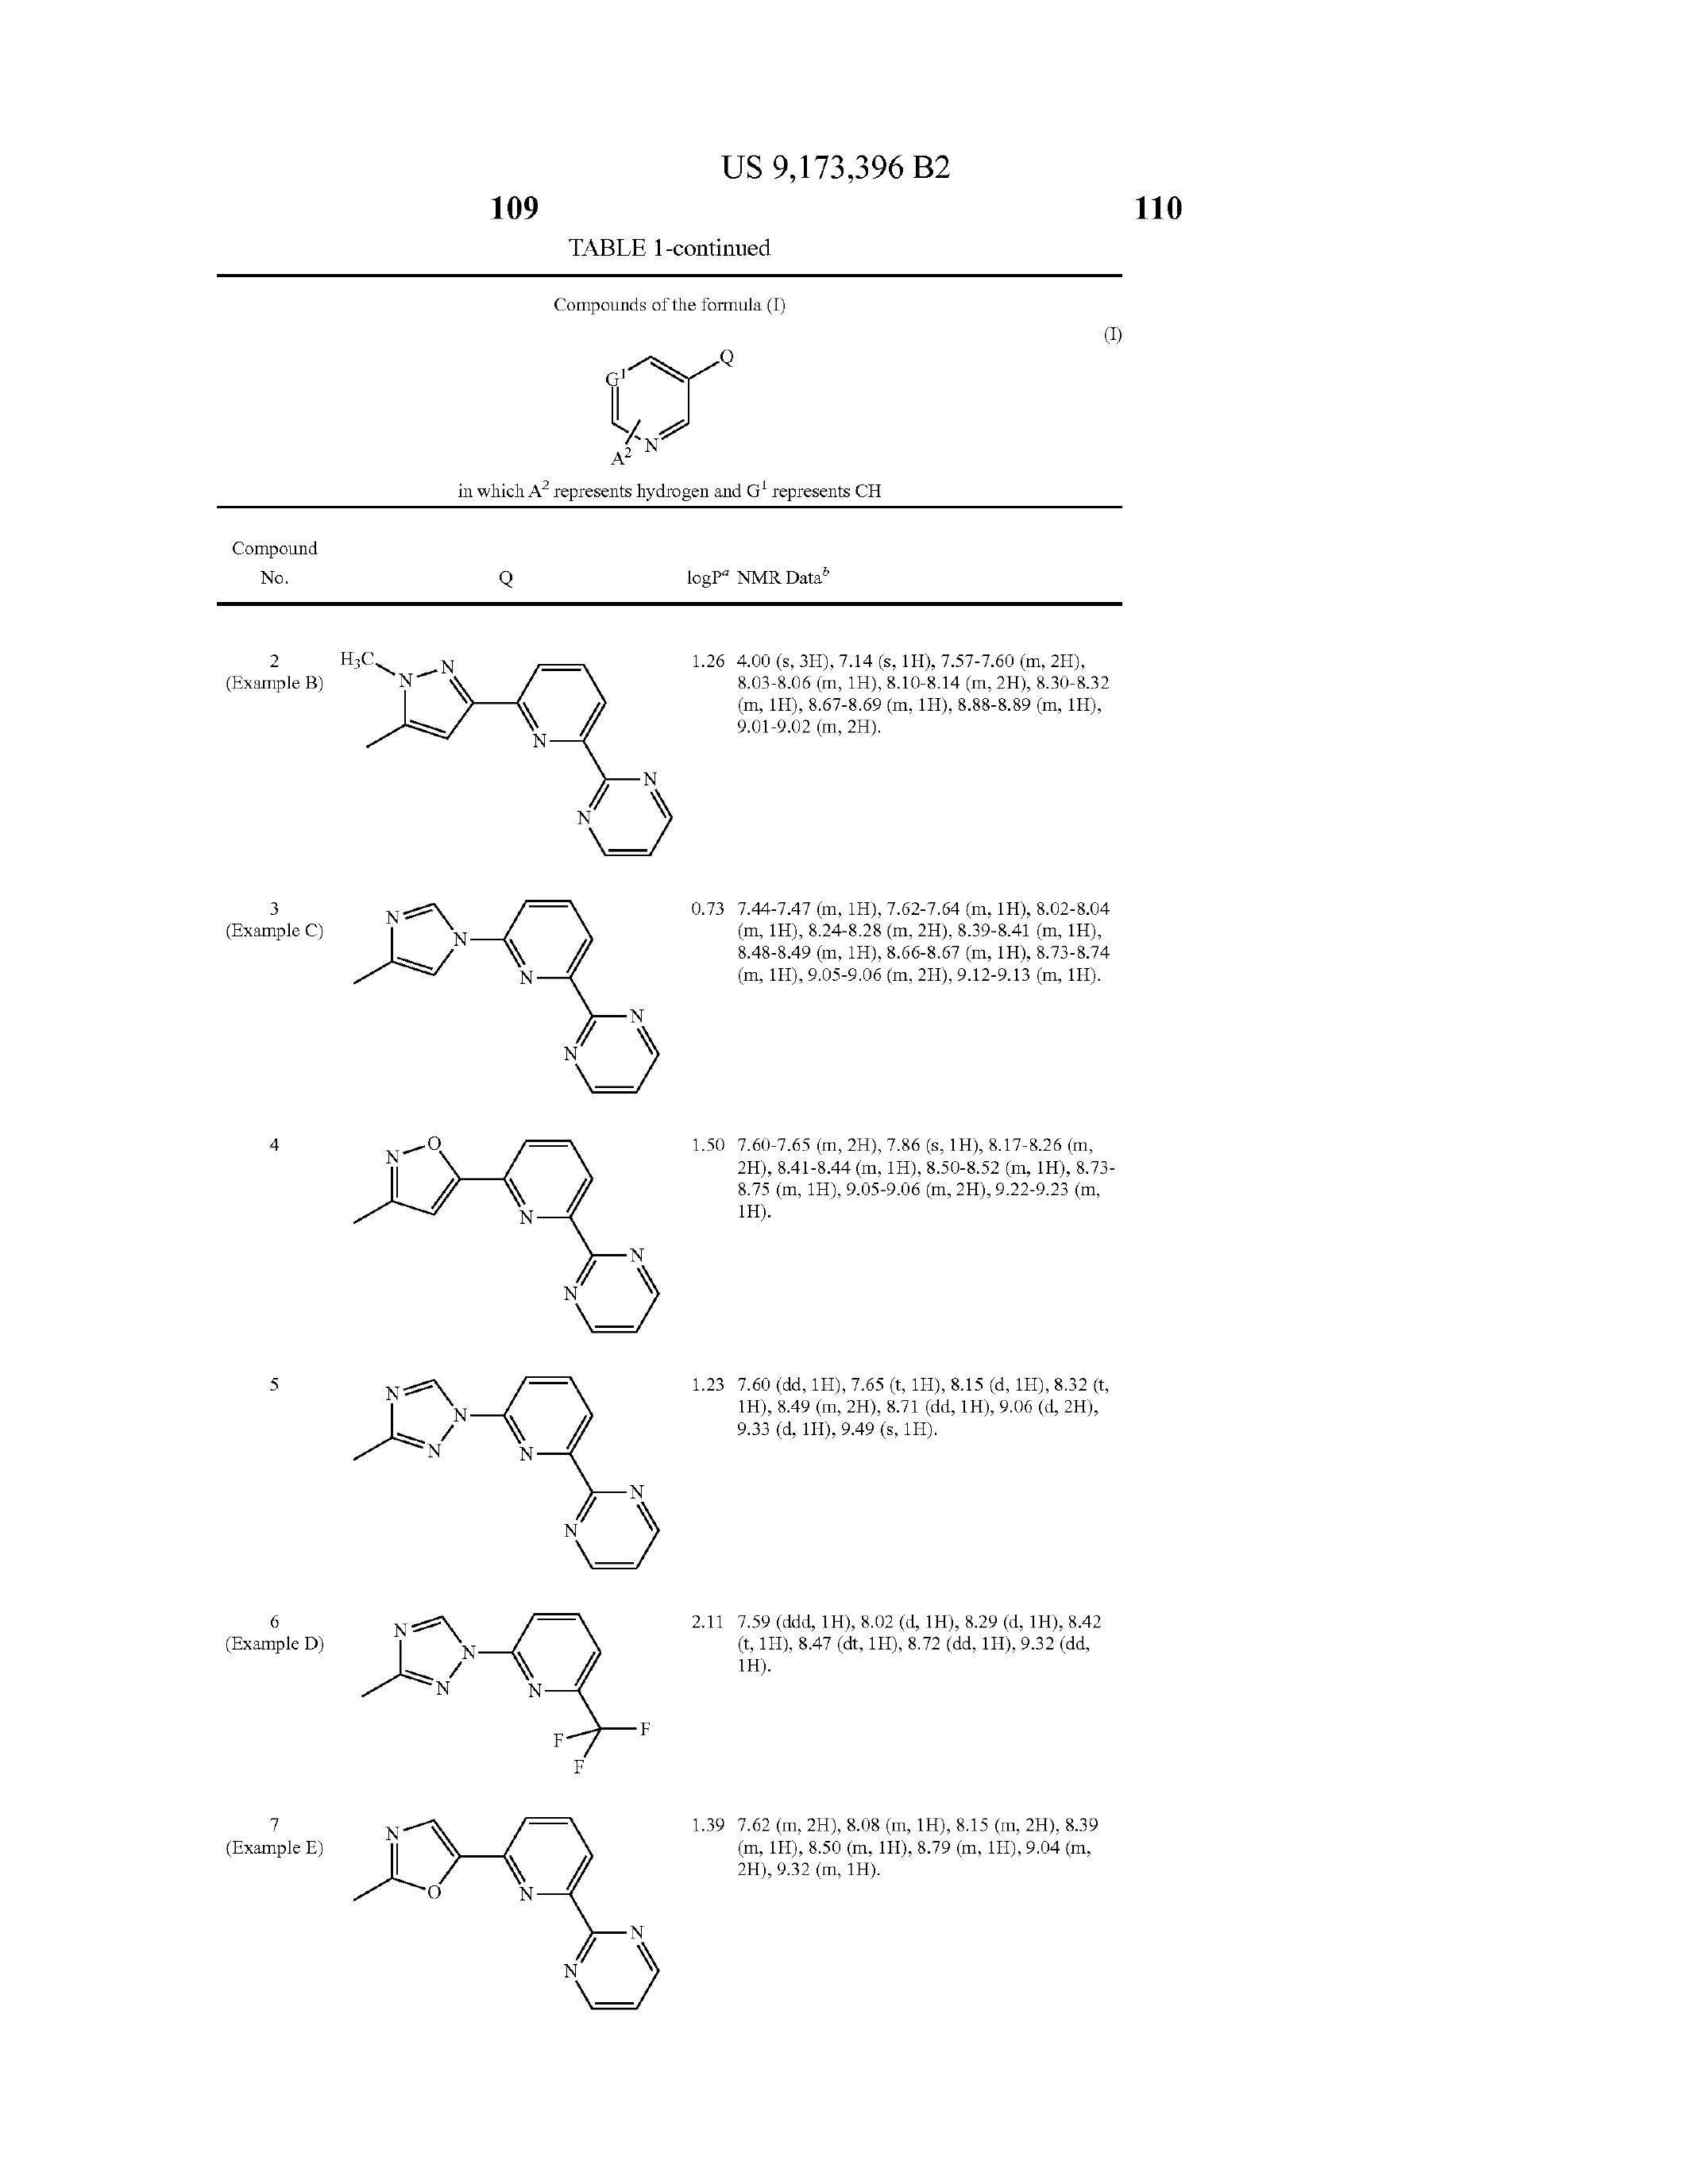 US 9,173,396 B2
109
110
TABLE 1-continued
Compounds of the formula (I)
(I)
Q
G1
N
A2
in which A2 represents hydrogen and G1 represents CH
Compound
No.
Q
logPa NMR Datab
2
(Example B)
H3C
N
N
N
N
N
1.26 4.00 (s, 3H), 7.14 (s, 1H), 7.57-7.60 (m, 2H),
8.03-8.06 (m, 1H), 8.10-8.14 (m, 2H), 8.30-8.32
(m, 1H), 8.67-8.69 (m, 1H), 8.88-8.89 (m, 1H),
9.01-9.02 (m, 2H).
3
(Example C)
N
N
N
N
N
0.73 7.44-7.47 (m, 1H), 7.62-7.64 (m, 1H), 8.02-8.04
(m, 1H), 8.24-8.28 (m, 2H), 8.39-8.41 (m, 1H),
8.48-8.49 (m, 1H), 8.66-8.67 (m, 1H), 8.73-8.74
(m, 1H), 9.05-9.06 (m, 2H), 9.12-9.13 (m, 1H).
4
O
N
N
N
N
1.50 7.60-7.65 (m, 2H), 7.86 (s, 1H), 8.17-8.26 (m,
2H), 8.41-8.44 (m, 1H), 8.50-8.52 (m, 1H), 8.73-
8.75 (m, 1H), 9.05-9.06 (m, 2H), 9.22-9.23 (m,
1H).
5
N
N
N
N
N
N
1.23 7.60 (dd, 1H), 7.65 (t, 1H), 8.15 (d, 1H), 8.32 (t,
1H), 8.49 (m, 2H), 8.71 (dd, 1H), 9.06 (d, 2H),
9.33 (d, 1H), 9.49 (s, 1H).
6
(Example D)
N
N
N
N
F
F
F
2.11 7.59 (ddd, 1H), 8.02 (d, 1H), 8.29 (d, 1H), 8.42
(t, 1H), 8.47 (dt, 1H), 8.72 (dd, 1H), 9.32 (dd,
1H).
7
(Example E)
N
O
N
N
N
1.39 7.62 (m, 2H), 8.08 (m, 1H), 8.15 (m, 2H), 8.39
(m, 1H), 8.50 (m, 1H), 8.79 (m, 1H), 9.04 (m,
2H), 9.32 (m, 1H).